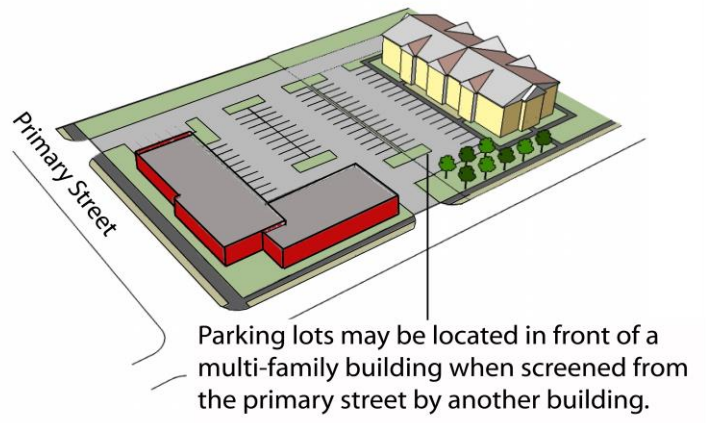 Primary Street
Parking lots may be located in front of a
multi-family building when screened from
the primary street by another building.